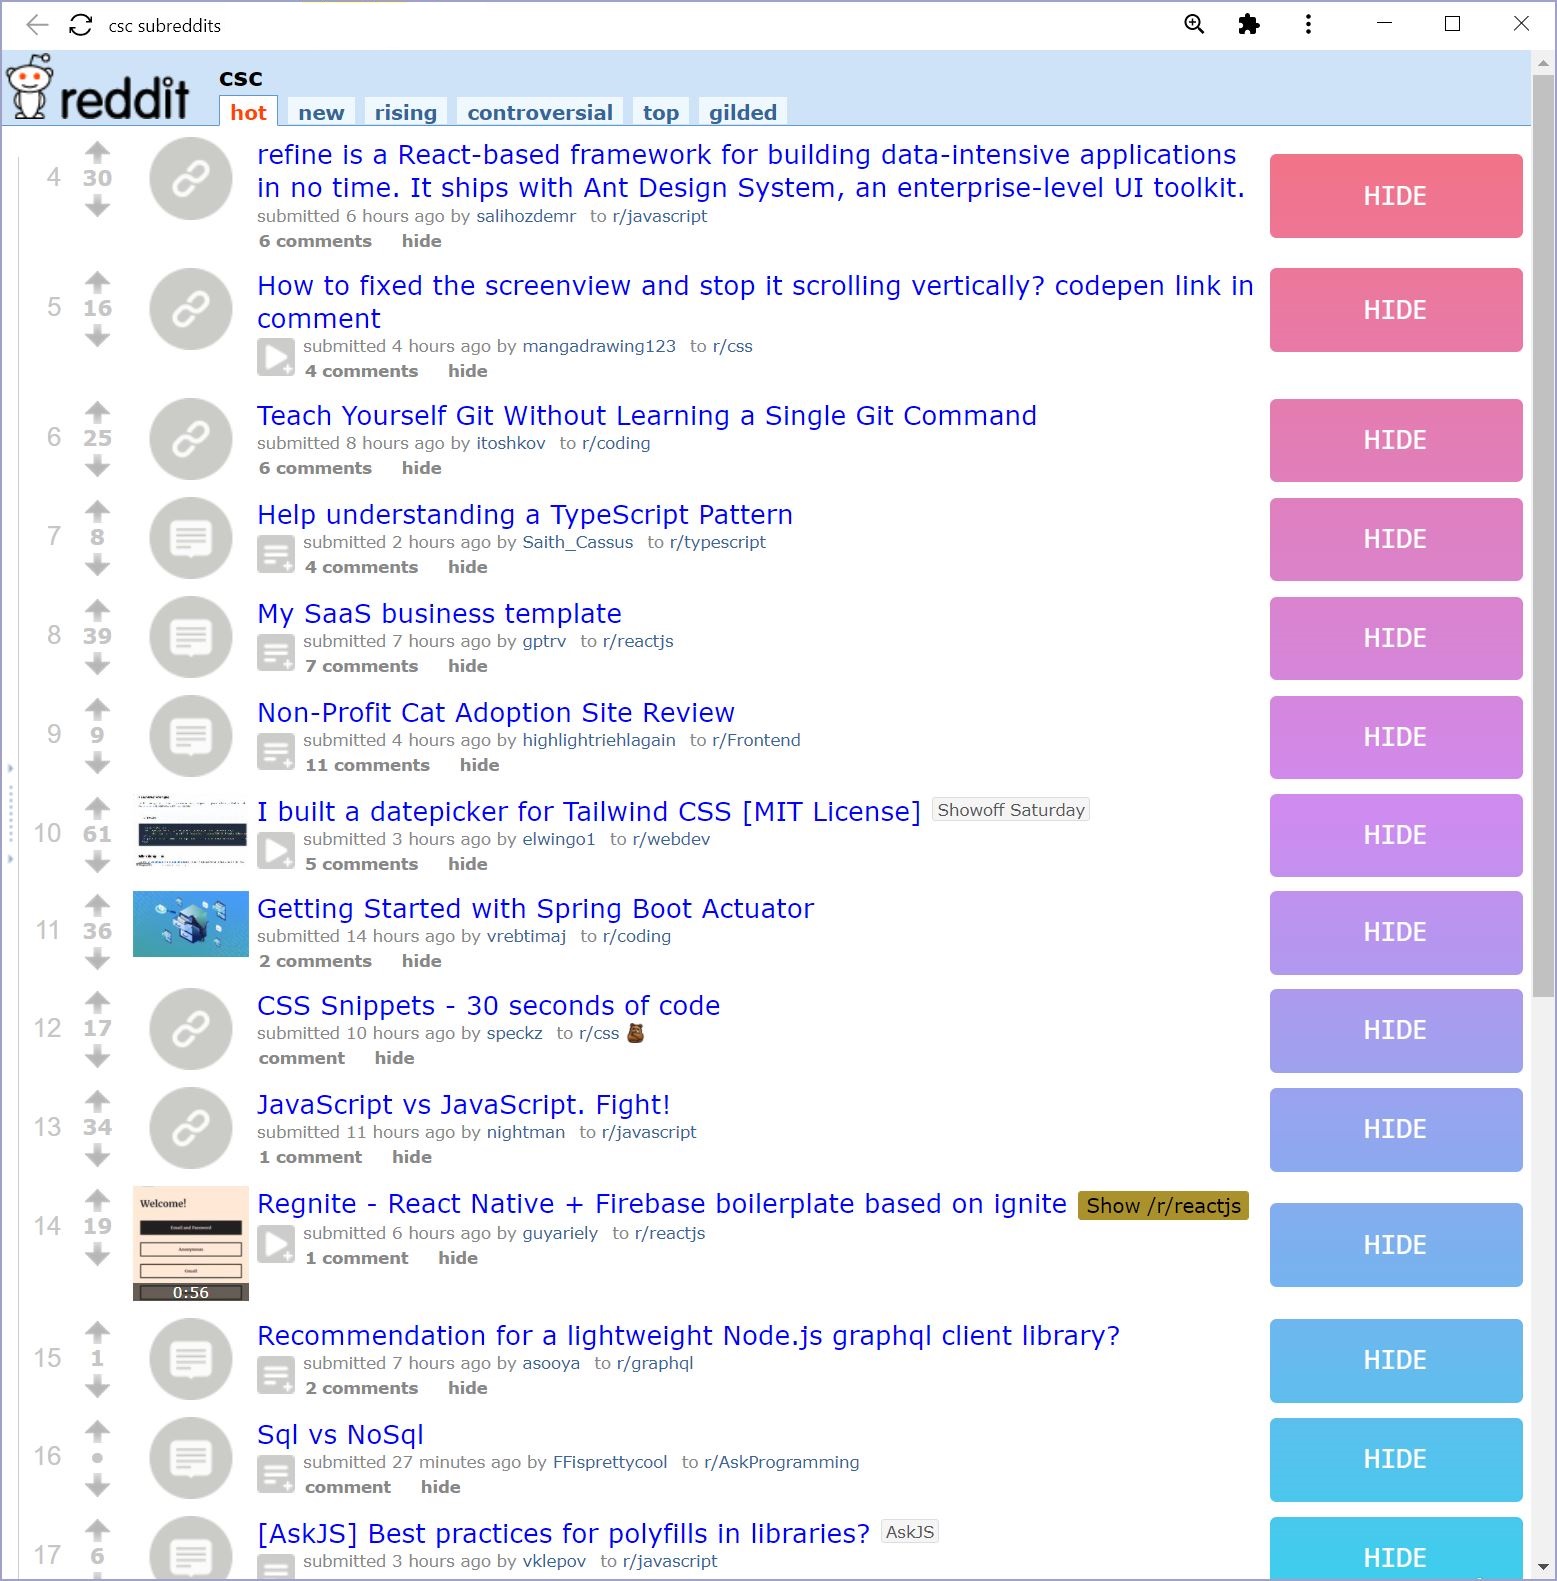 csc subreddits
reddit
csc
hot new rising controversial top gilded
4
30
refine is a React-based framework for building data-intensive applications
in no time. It ships with Ant Design System, an enterprise-level UI toolkit.
submitted 6 hours ago by salihozdemr to r/javascript
6 comments hide
HIDE
5
16
How to fixed the screenview and stop it scrolling vertically? codepen link in
comment
submitted 4 hours ago by mangadrawing123 to r/css
4 comments hide
HIDE
6
25
Teach Yourself Git Without Learning a Single Git Command
submitted 8 hours ago by itoshkov to r/coding
6 comments hide
HIDE
7
8
Help understanding a TypeScript Pattern
submitted 2 hours ago by Saith_Cassus to r/typescript
4 comments hide
HIDE
8
39
My SaaS business template
submitted 7 hours ago by gptrv to r/reactjs
7 comments hide
HIDE
9
9
Non-Profit Cat Adoption Site Review
submitted 4 hours ago by highlightriehlagain to r/Frontend
11 comments hide
HIDE
10
61
I built a datepicker for Tailwind CSS [MIT License] Showoff Saturday
submitted 3 hours ago by elwingo1 to r/webdev
5 comments hide
HIDE
11
36
Getting Started with Spring Boot Actuator
submitted 14 hours ago by vrebtimaj to r/coding
2 comments hide
HIDE
12
17
CSS Snippets - 30 seconds of code
submitted 10 hours ago by speckz to r/css
comment hide
HIDE
13
34
JavaScript vs JavaScript. Fight!
submitted 11 hours ago by nightman to r/javascript
1 comment hide
HIDE
14
19
Welcome!
Email and Password
Anonymous
Gmail
0:56
Regnite - React Native + Firebase boilerplate based on ignite Show /r/reactjs
submitted 6 hours ago by guyariely to r/reactjs
1 comment hide
HIDE
15
1
Recommendation for a lightweight Node.js graphql client library?
submitted 7 hours ago by asooya to r/graphql
2 comments hide
HIDE
16
•
Sql vs NoSql
submitted 27 minutes ago by FFisprettycool to r/AskProgramming
comment hide
HIDE
17
6
[AskJS] Best practices for polyfills in libraries? AskJS
submitted 3 hours ago by vklepov to r/javascript
HIDE